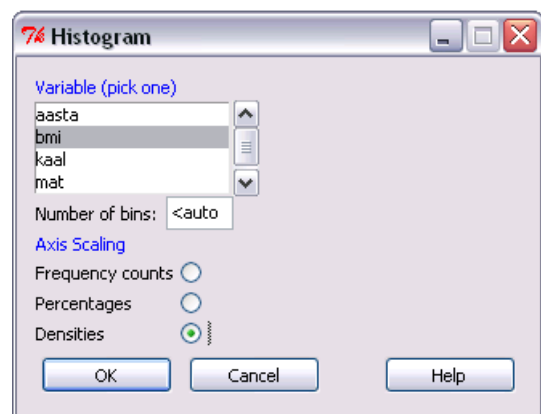 Histogram
Variable (pick one)
aasta
bmi
kaal
mat
Number of bins: <auto
Axis Scaling
Frequency counts
Percentages
Densities
OK Cancel Help